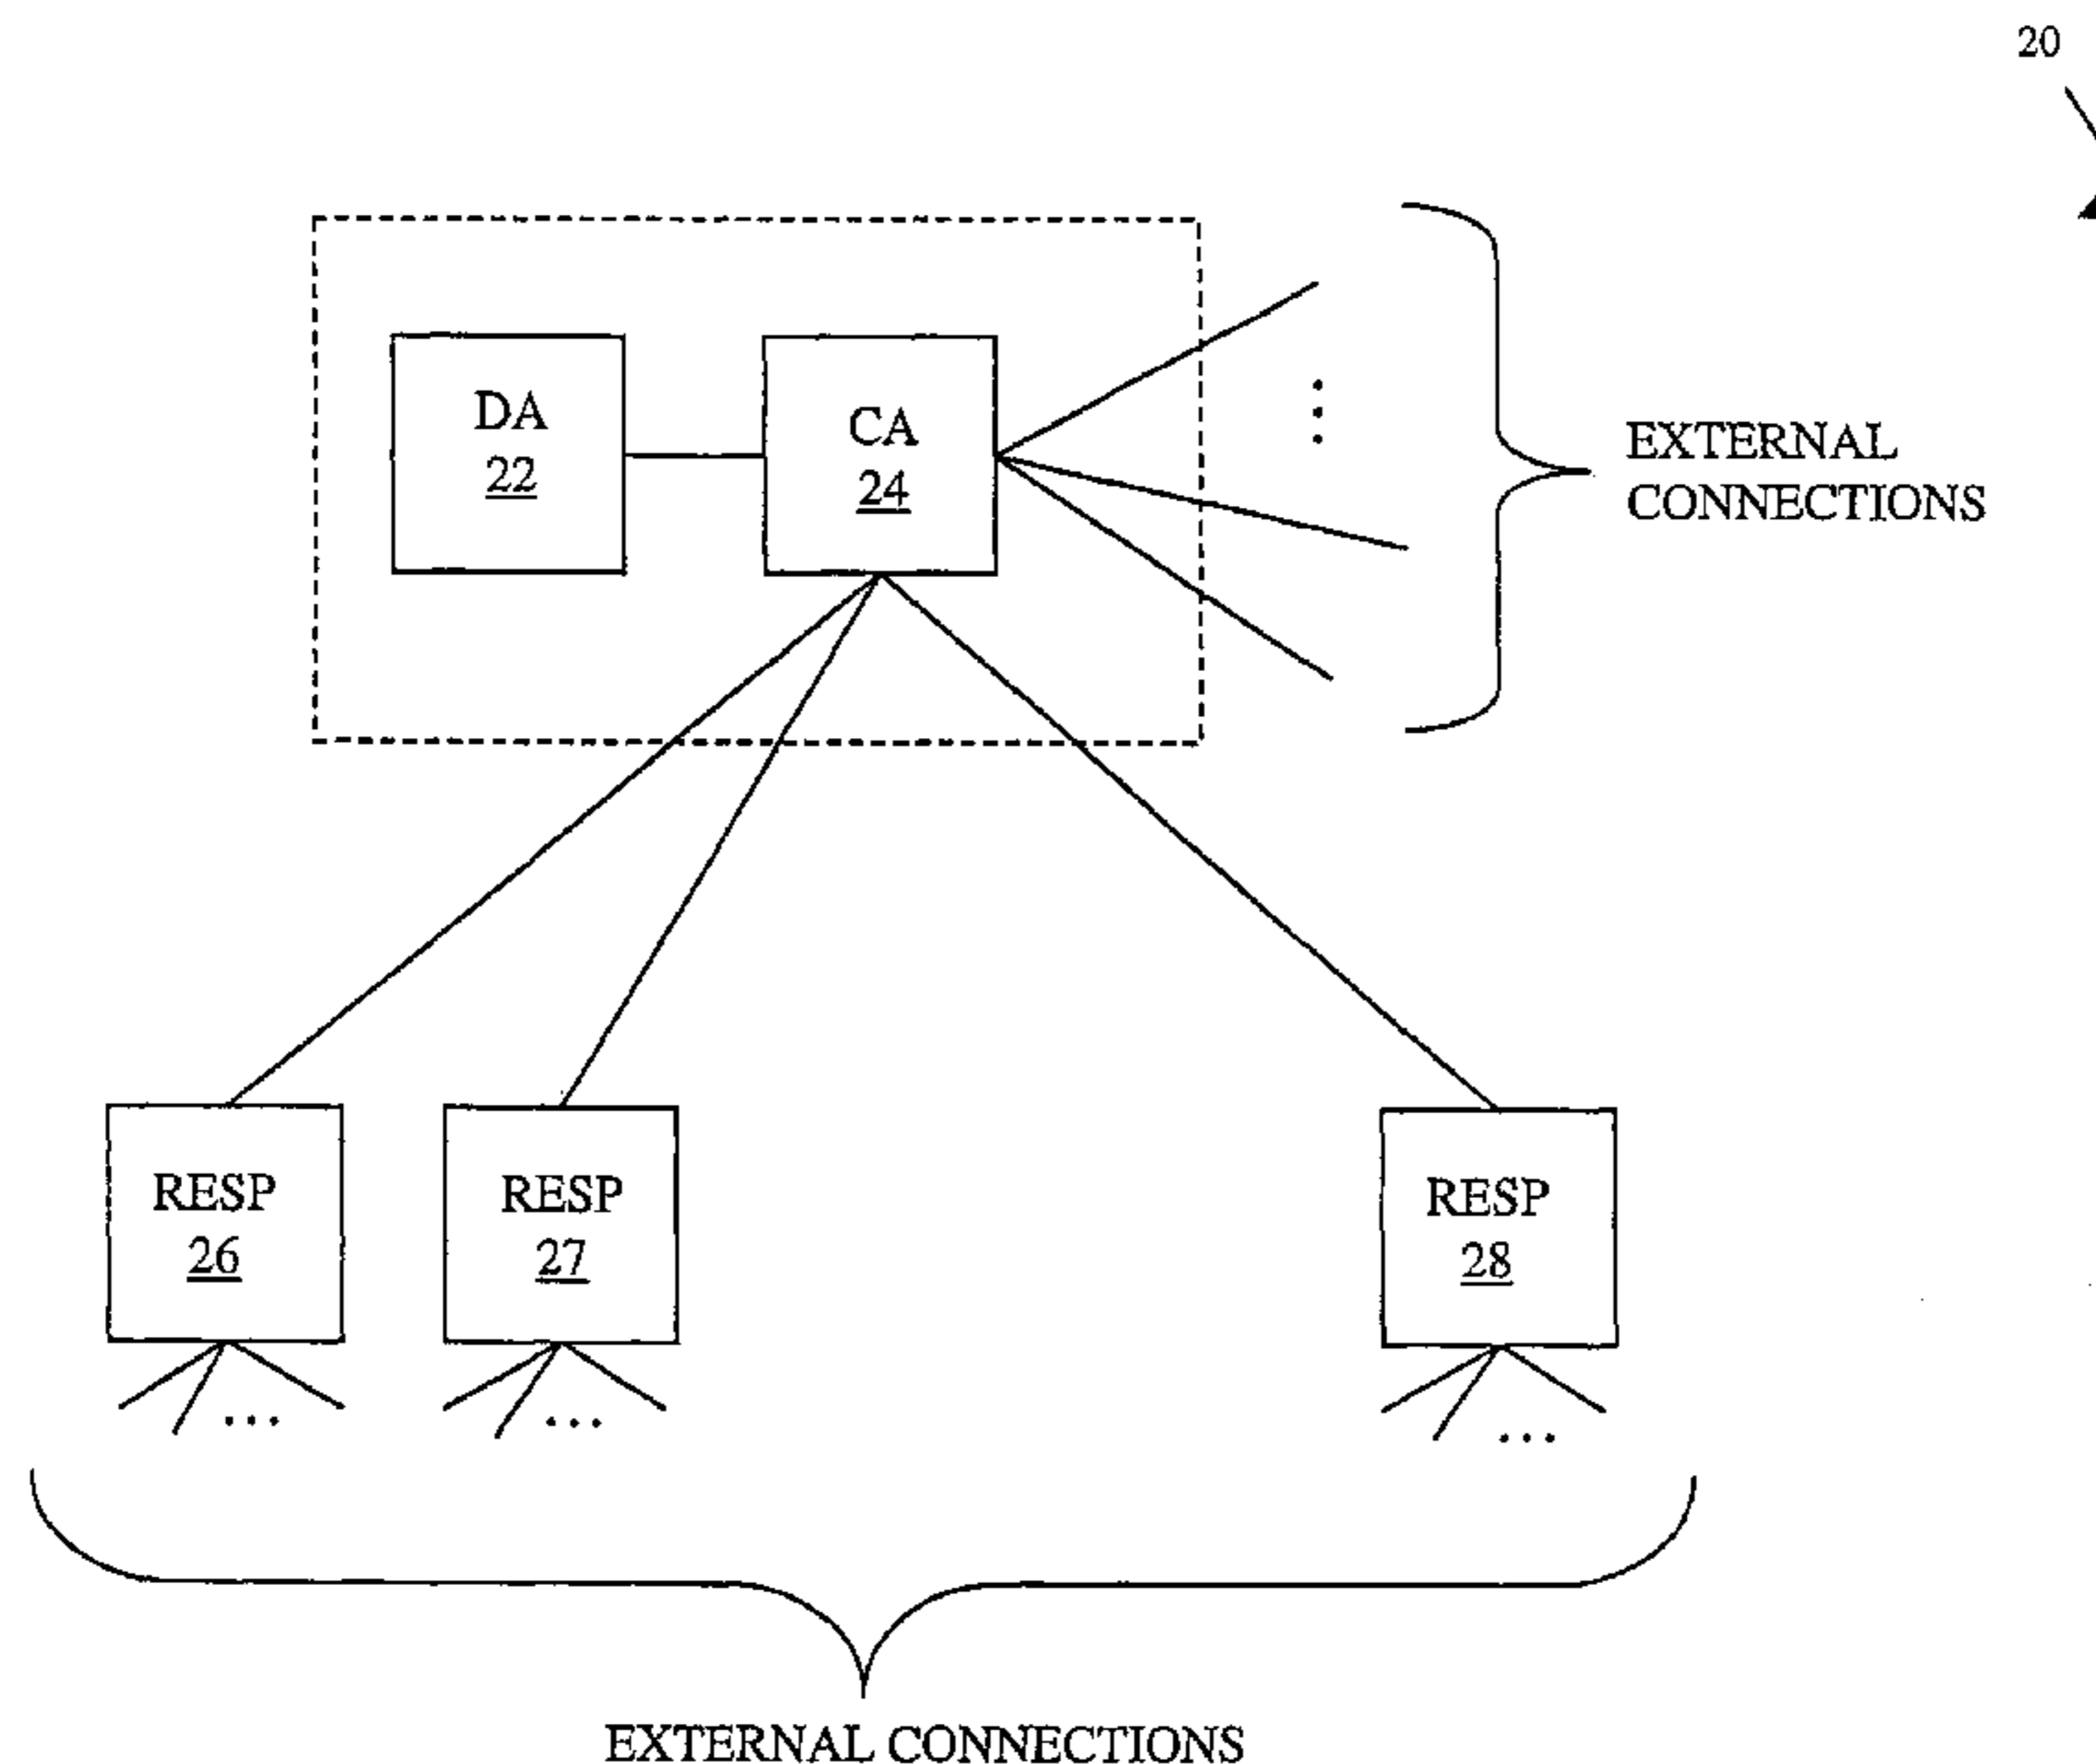 20
DA
22
CA
24
EXTERNAL
CONNECTIONS
RESP
26
RESP
27
RESP
28
EXTERNAL CONNECTIONS